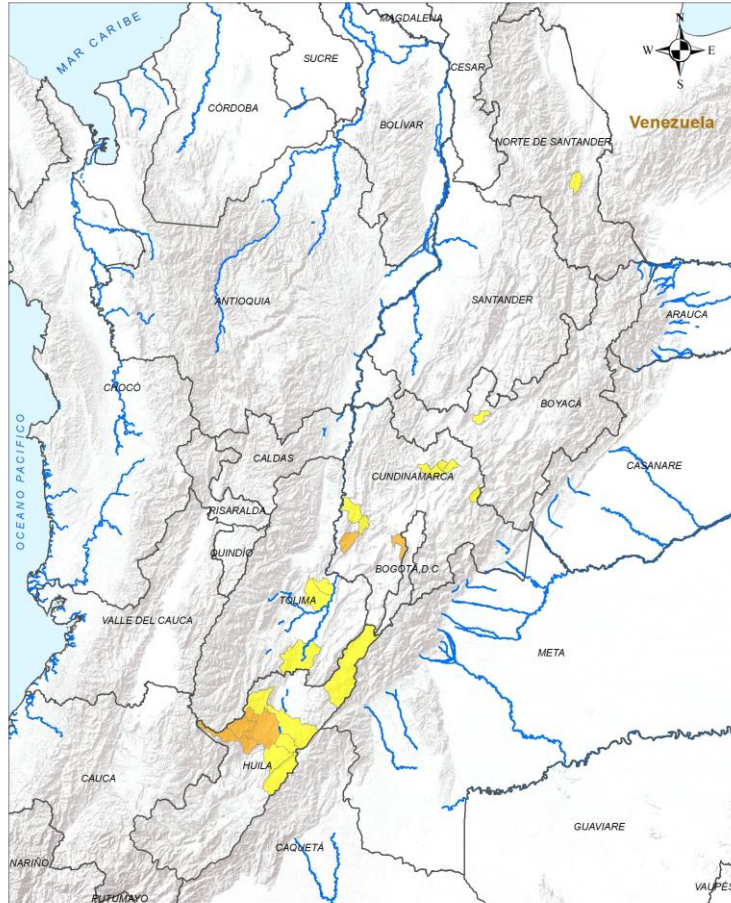 MAGDALENA
N
MAR CARIBE
W
E
SUCRE
CESAR
S
CÓRDOBA
BOLÍVAR
Venezuela
NORTE DE SANTANDER
ANTIOQUIA
SANTANDER
ARAUCA
CHOCÓ
BOYACÁ
CALDAS
CUNDINAMARCA
CASANARE
OCEANO PACIFICO
RISARALDA
QUINDÍO
BOGOTÁ, D.C
TOLIMA
VALLE DEL CAUCA
META
HUILA
CAUCA
GUAVIARE
CAQUETÁ
NARIÑO
VAUPÉS
PUTUMAYO